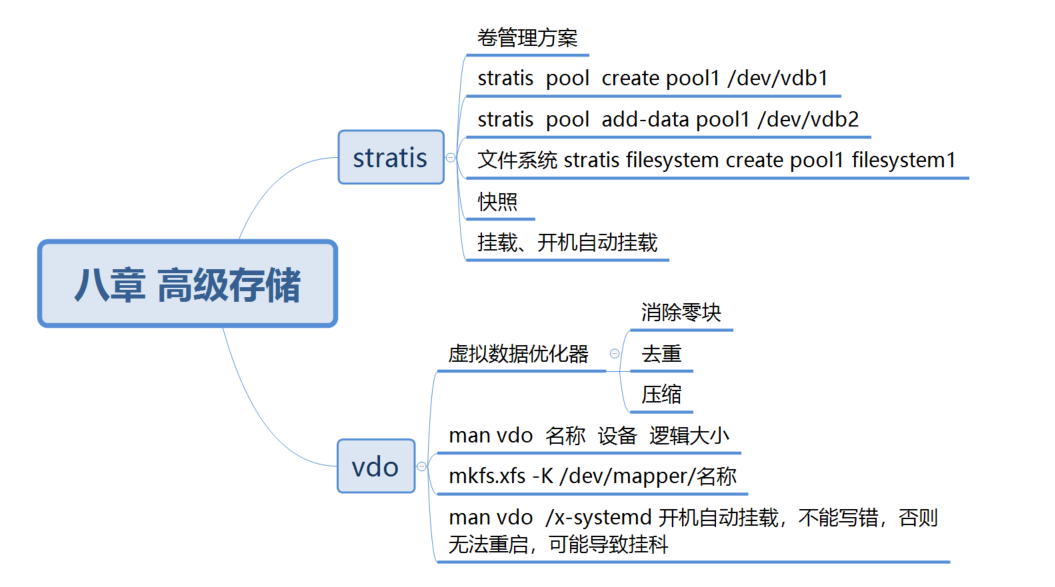 八章 高级存储
stratis
卷管理方案
stratis pool create pool1 /dev/vdb1
stratis pool add-data pool1 /dev/vdb2
文件系统 stratis filesystem create pool1 filesystem1
快照
挂载、开机自动挂载
vdo
虚拟数据优化器
消除零块
去重
压缩
man vdo 名称 设备 逻辑大小
mkfs.xfs -K /dev/mapper/名称
man vdo /x-systemd 开机自动挂载，不能写错，否则
无法重启，可能导致挂科